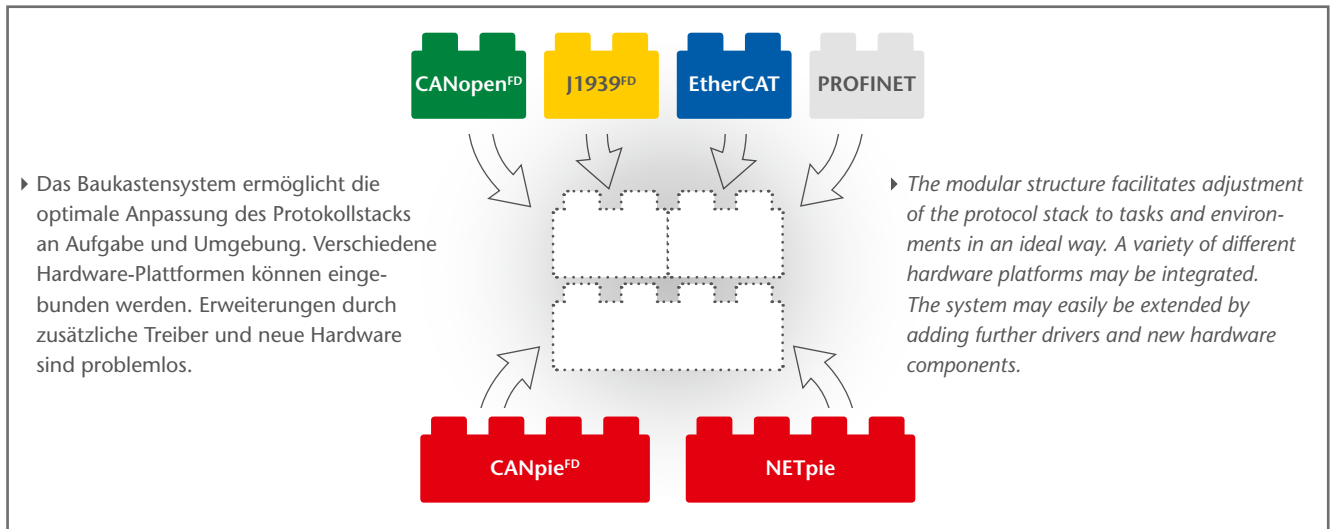 CANopenFD
J1939FD
EtherCAT
PROFINET
▸ Das Baukastensystem ermöglicht die
optimale Anpassung des Protokollstacks
an Aufgabe und Umgebung. Verschiedene
Hardware-Plattformen können einge-
bunden werden. Erweiterungen durch
zusätzliche Treiber und neue Hardware
sind problemlos.
▸ The modular structure facilitates adjustment
of the protocol stack to tasks and environ-
ments in an ideal way. A variety of different
hardware platforms may be integrated.
The system may easily be extended by
adding further drivers and new hardware
components.
CANpieFD
NETpie